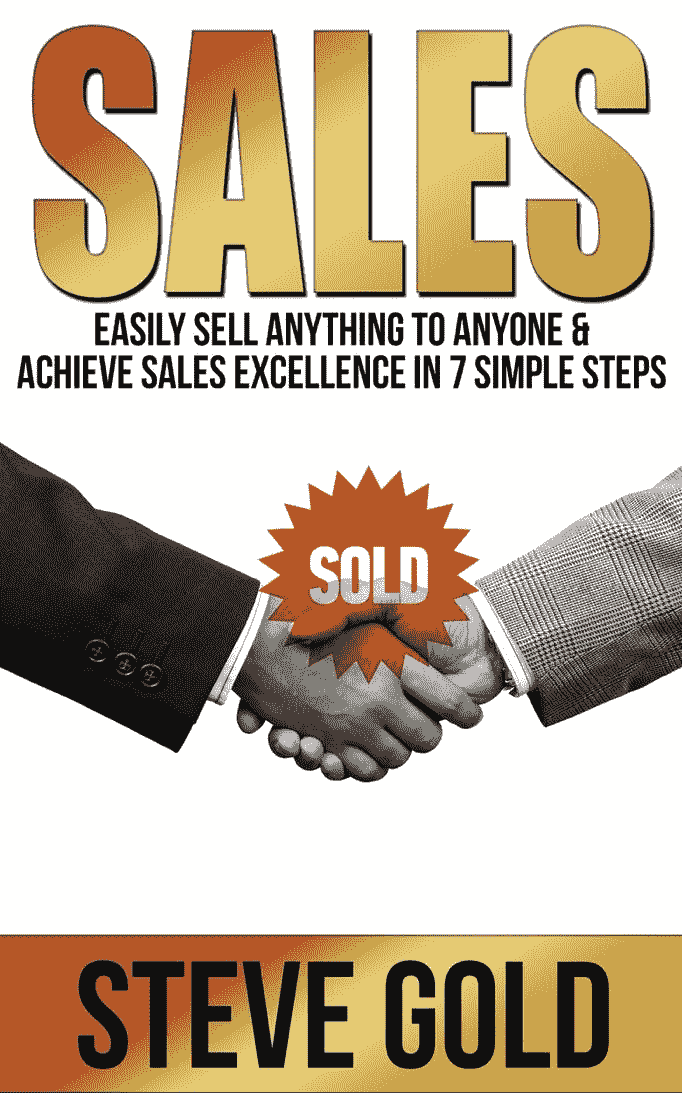 SALES
EASILY SELL ANYTHING TO ANYONE &
ACHIEVE SALES EXCELLENCE IN 7 SIMPLE STEPS
SOLD
STEVE GOLD